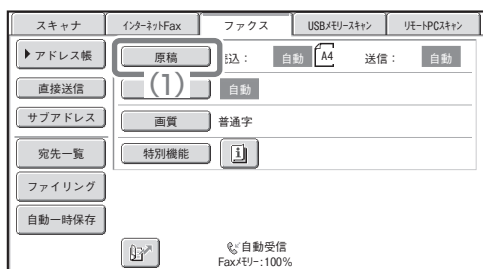 スキャナ インターネットFax ファクス USBメモリースキャン リモートPCスキャン
アドレス帳 原稿 読込： 自動 A4 送信： 自動
直接送信 (1) 自動
サブアドレス 画質 普通字
宛先一覧 特別機能
ファイリング
自動一時保存
自動受信
Faxメモリー:100%